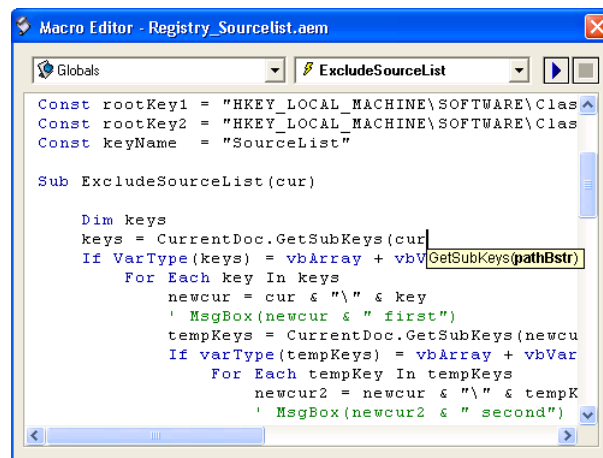 Macro Editor - Registry_Sourcelist.aem
Globals
ExcludeSourceList
Const rootKey1 = "HKEY_LOCAL_MACHINE\SOFTWARE\Clas
Const rootKey2 = "HKEY_LOCAL_MACHINE\SOFTWARE\Clas
Const keyName  = "SourceList"
Sub ExcludeSourceList(cur)
Dim keys
keys = CurrentDoc.GetSubKeys(cur
If VarType(keys) = vbArray + vbV
GetSubKeys(pathBstr)
For Each key In keys
newcur = cur & "\" & key
' MsgBox(newcur & " first")
tempKeys = CurrentDoc.GetSubKeys(newcu
If varType(tempKeys) = vbArray + vbVar
For Each tempKey In tempKeys
newcur2 = newcur & "\" & tempK
' MsgBox(newcur2 & " second")